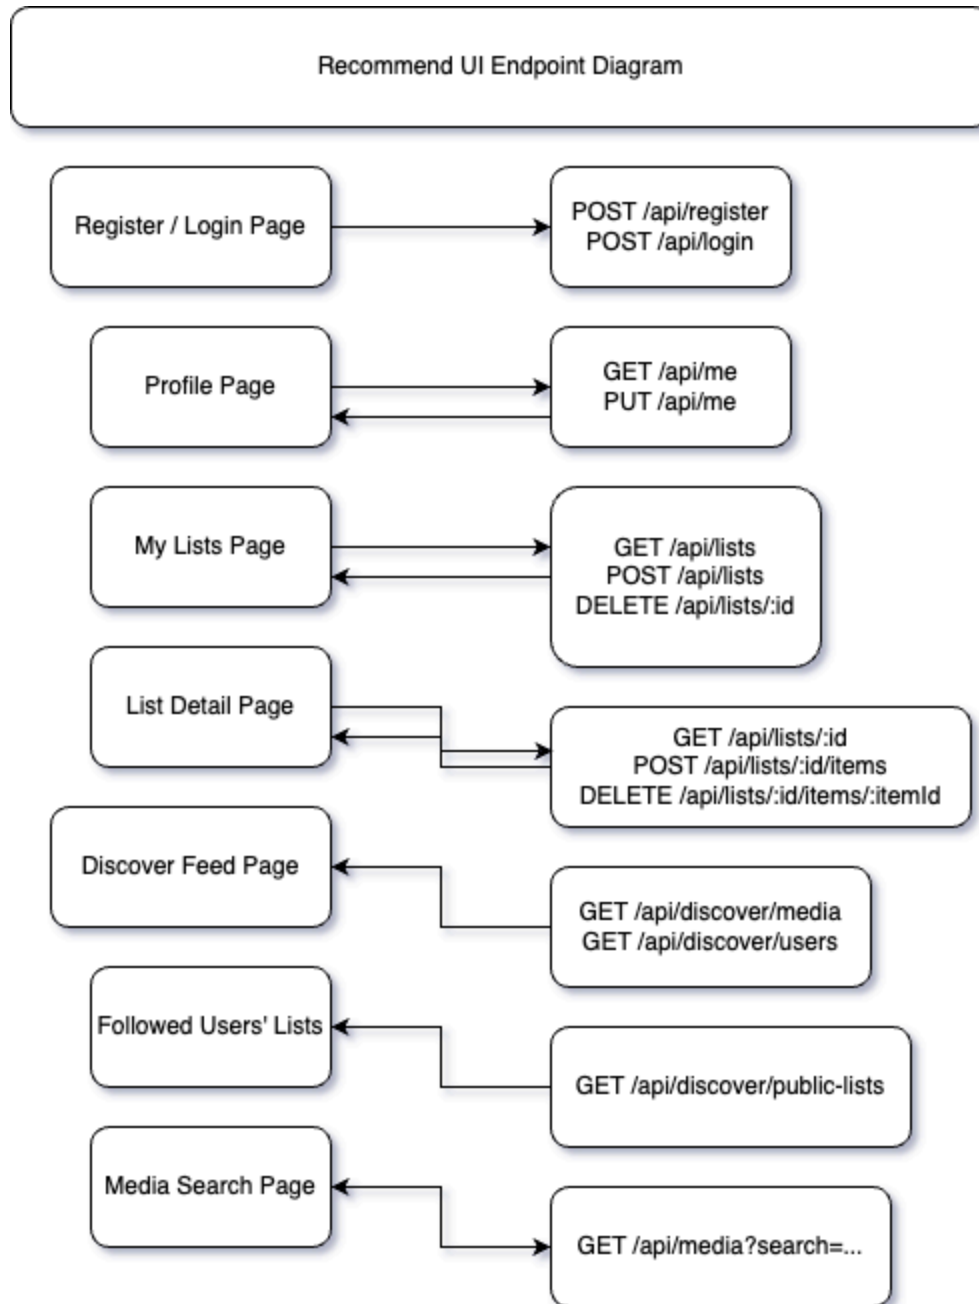 Recommend UI Endpoint Diagram
Register / Login Page
POST /api/register
POST /api/login
Profile Page
GET /api/me
PUT /api/me
My Lists Page
GET /api/lists
POST /api/lists
DELETE /api/lists/:id
List Detail Page
GET /api/lists/:id
POST /api/lists/:id/items
DELETE /api/lists/:id/items/:itemId
Discover Feed Page
GET /api/discover/media
GET /api/discover/users
Followed Users' Lists
GET /api/discover/public-lists
Media Search Page
GET /api/media?search=...